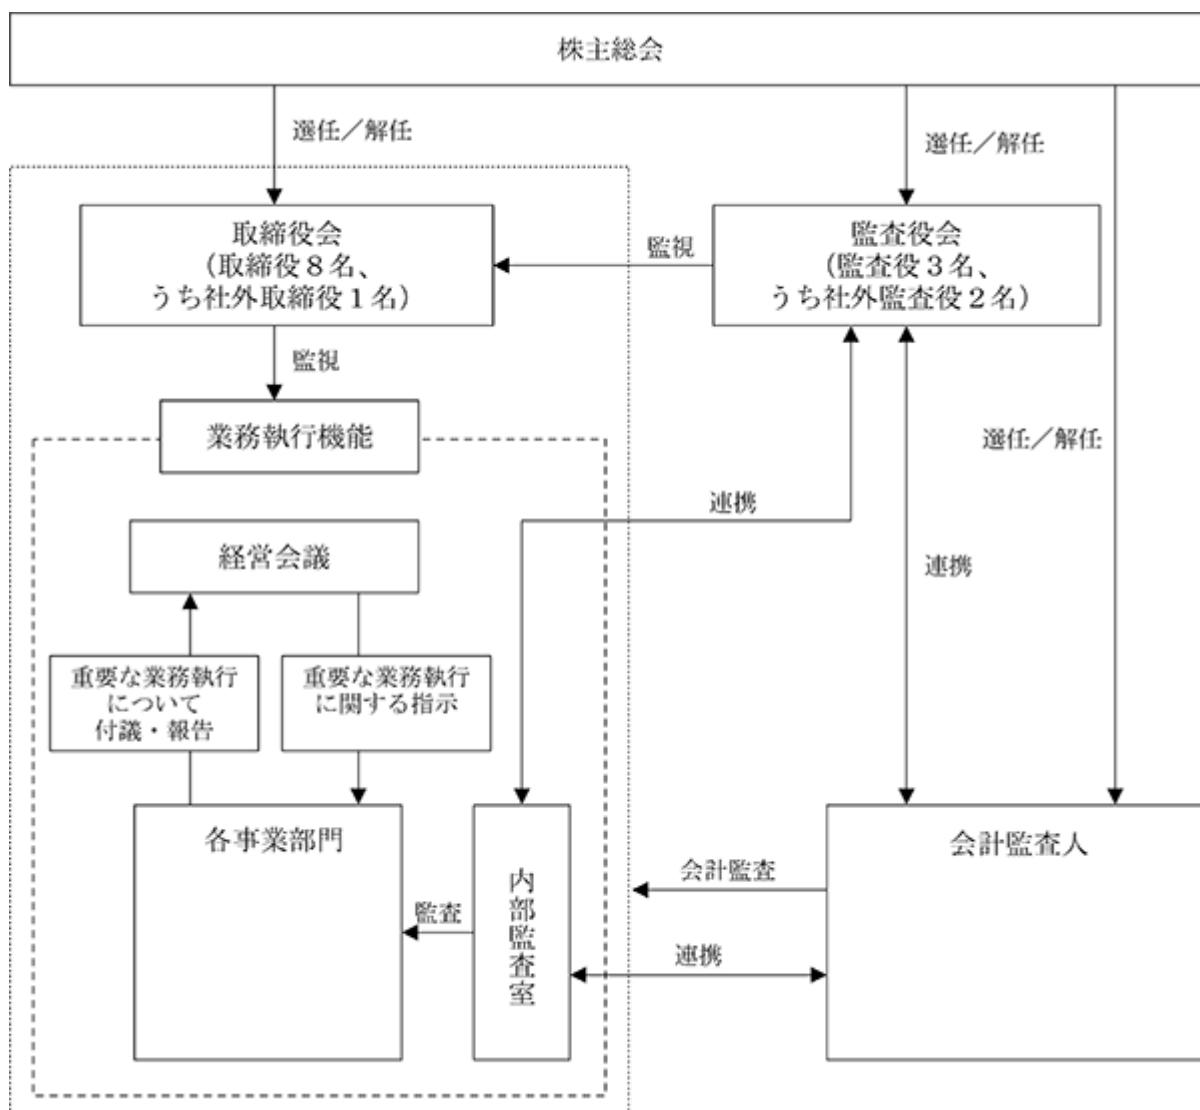 株主総会
選任／解任
選任／解任
取締役会
（取締役８名、
うち社外取締役１名）
監視
監査役会
（監査役３名、
うち社外監査役２名）
監視
業務執行機能
選任／解任
連携
経営会議
連携
重要な業務執行
について
付議・報告
重要な業務執行
に関する指示
各事業部門
監査
内部監査室
会計監査
連携
会計監査人